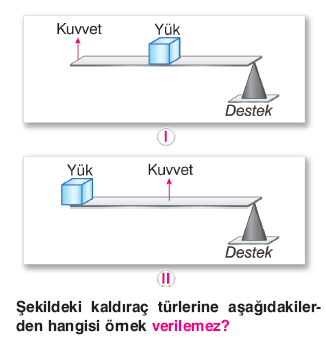 Kuvvet
Yük
Destek
I
Yük
Kuvvet
Destek
II
Şekildeki kaldıraç türlerine aşağıdakiler-
den hangisi örnek verilemez?